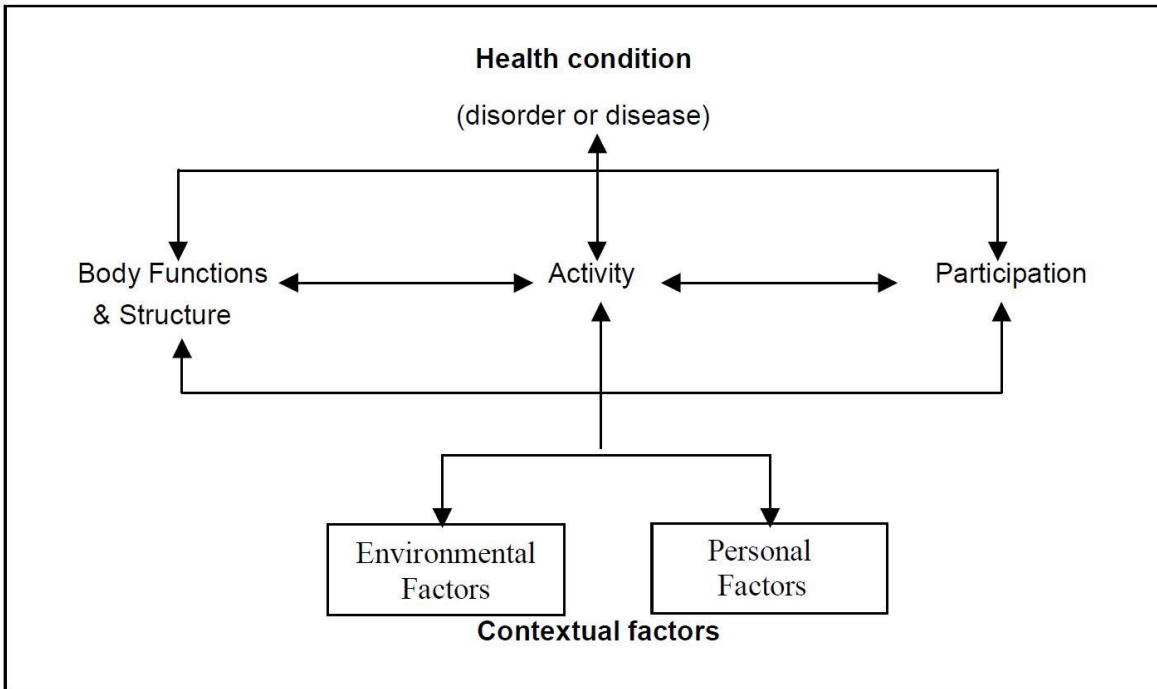 Health condition
(disorder or disease)
Body Functions
& Structure
Activity
Participation
Environmental
Factors
Personal
Factors
Contextual factors